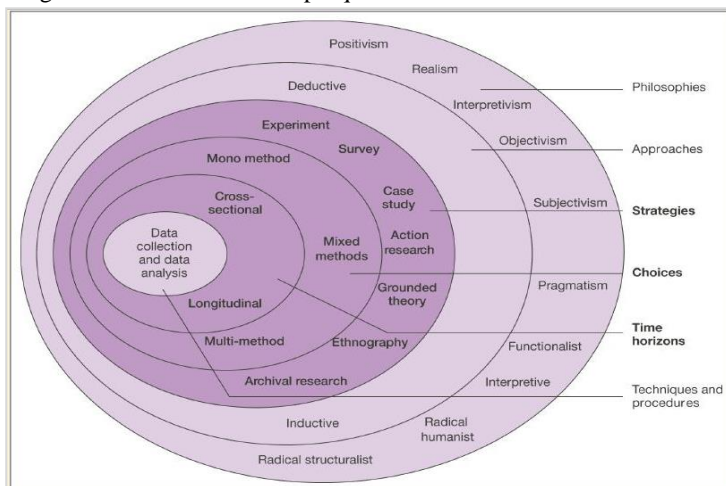 Positivism
Realism
Deductive
Interpretivism
Philosophies
Experiment
Objectivism
Survey
Approaches
Mono method
Case
study
Cross-
sectional
Subjectivism
Strategies
Data
collection
and data
analysis
Mixed
methods
Action
research
Choices
Pragmatism
Grounded
theory
Longitudinal
Time
horizons
Multi-method
Ethnography
Functionalist
Archival research
Interpretive
Techniques and
procedures
Inductive
Radical
humanist
Radical structuralist